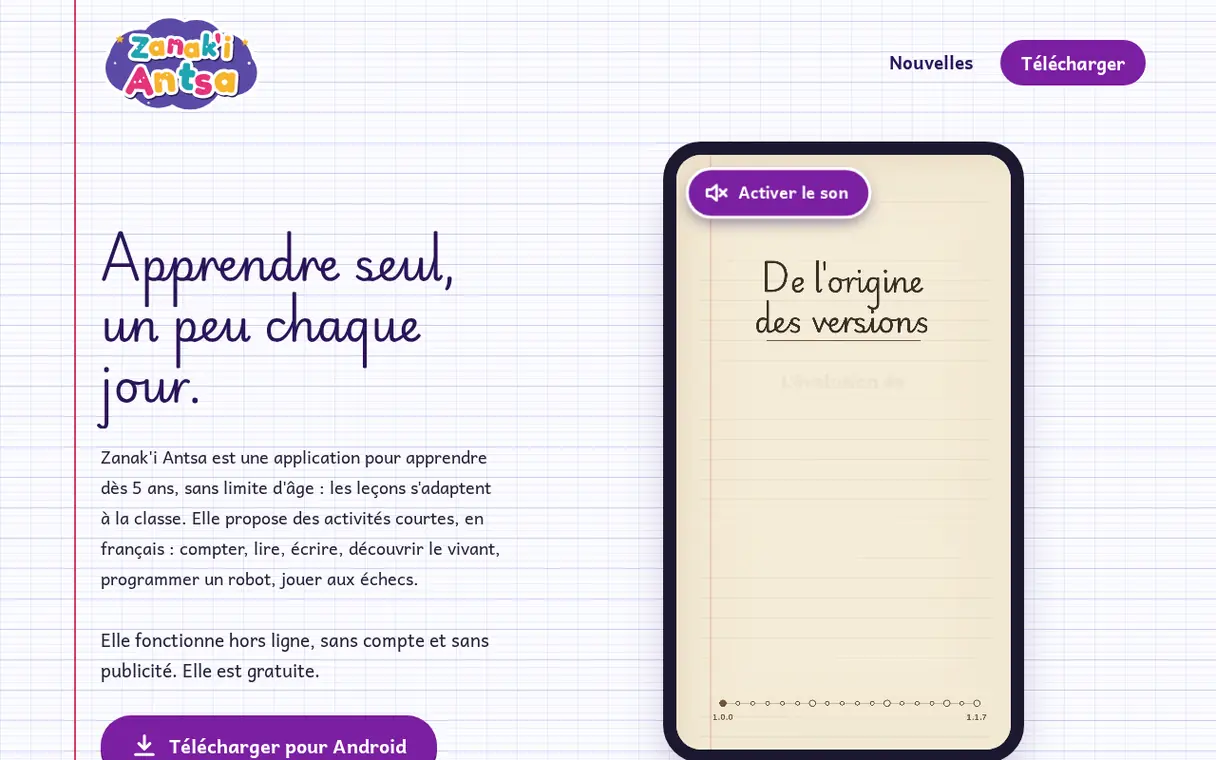 Zanak'i
Antsa
Nouvelles
Télécharger
Activer le son
De l'origine
des versions
1.0.0
1.1.7
Apprendre seul,
un peu chaque
jour.
Zanak'i Antsa est une application pour apprendre
dès 5 ans, sans limite d'âge : les leçons s'adaptent
à la classe. Elle propose des activités courtes, en
français : compter, lire, écrire, découvrir le vivant,
programmer un robot, jouer aux échecs.
Elle fonctionne hors ligne, sans compte et sans
publicité. Elle est gratuite.
Télécharger pour Android